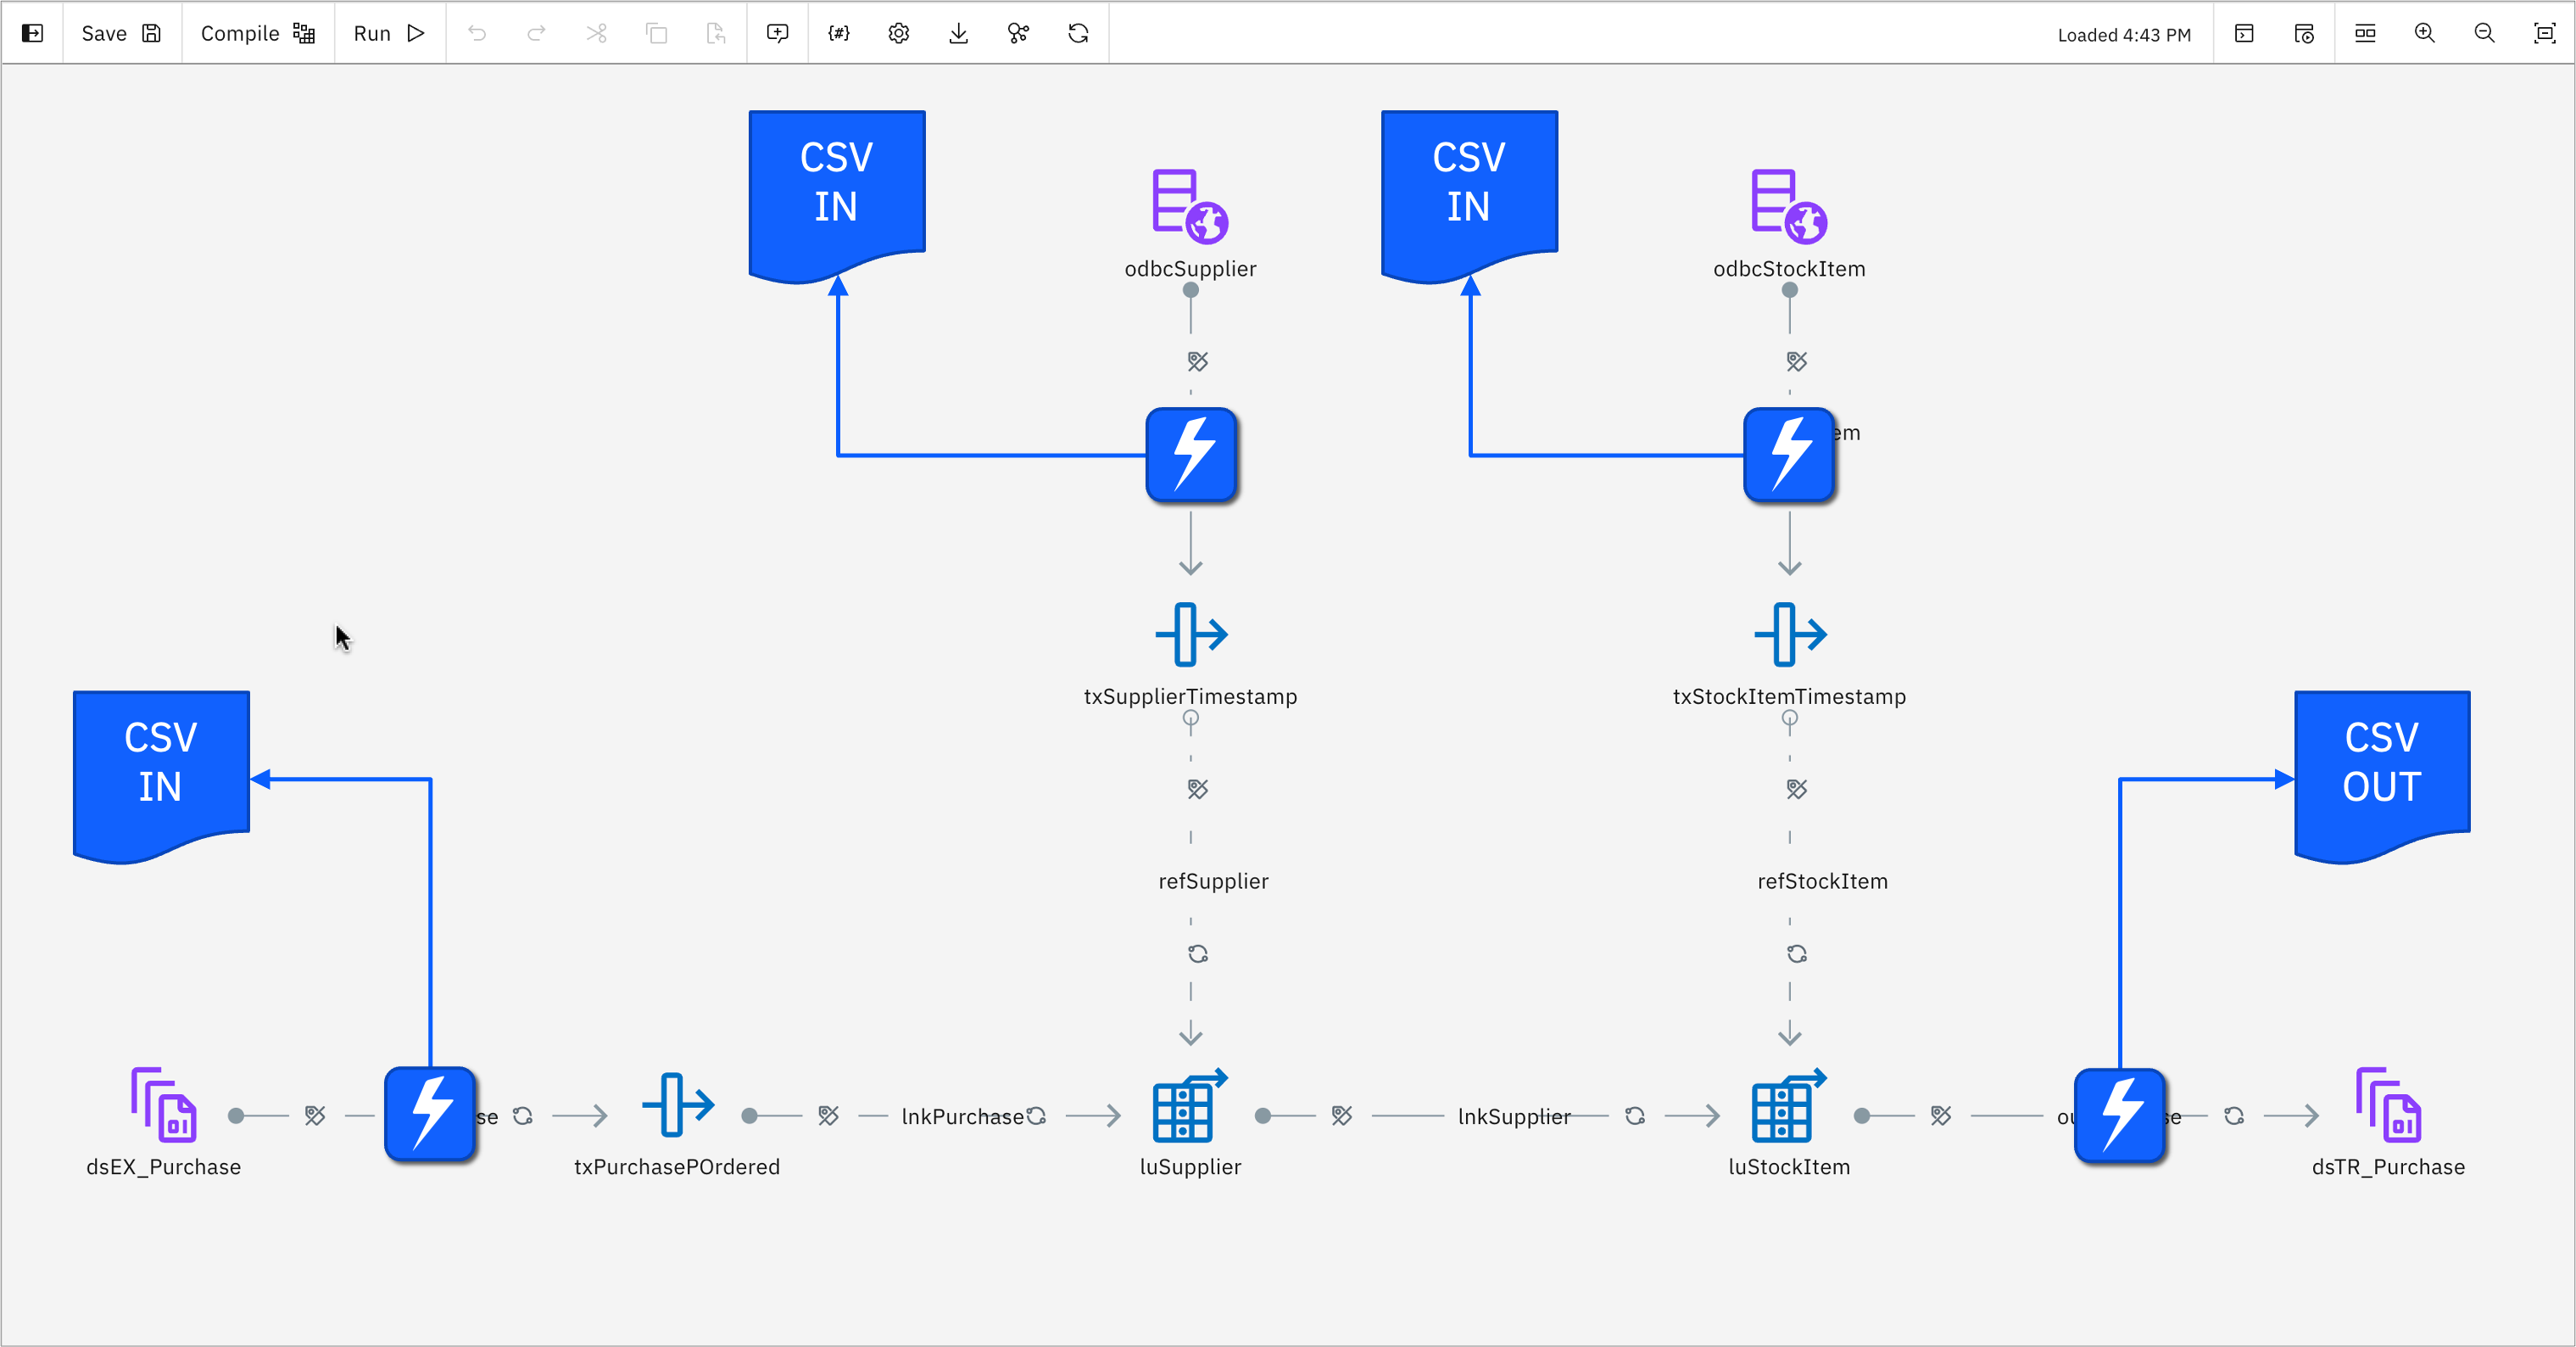 Save
Compile
Run
Loaded 4:43 PM
CSV
IN
CSV
IN
odbcSupplier
odbcStockItem
em
txSupplierTimestamp
txStockItemTimestamp
CSV
IN
CSV
OUT
refSupplier
refStockItem
se
lnkPurchase
lnkSupplier
ou
se
dsEX_Purchase
txPurchasePOrdered
luSupplier
luStockItem
dsTR_Purchase